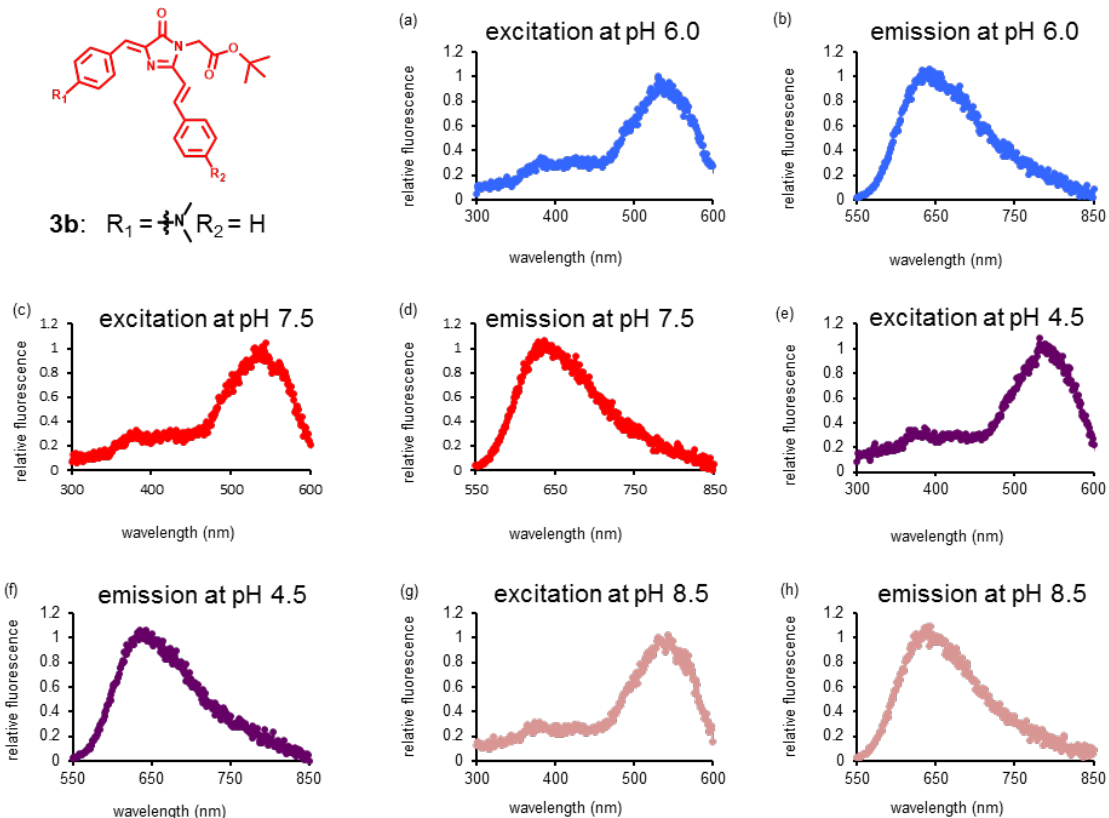 O
N
O
N
O
R1
R2
3b: R1 = N R2 = H
(a)
excitation at pH 6.0
relative fluorescence
1.2
1
0.8
0.6
0.4
0.2
0
300 400 500 600
wavelength (nm)
(b)
emission at pH 6.0
relative fluorescence
1.2
1
0.8
0.6
0.4
0.2
0
550 650 750 850
wavelength (nm)
(c)
excitation at pH 7.5
relative fluorescence
1.2
1
0.8
0.6
0.4
0.2
0
300 400 500 600
wavelength (nm)
(d)
emission at pH 7.5
relative fluorescence
1.2
1
0.8
0.6
0.4
0.2
0
550 650 750 850
wavelength (nm)
(e)
excitation at pH 4.5
relative fluorescence
1.2
1
0.8
0.6
0.4
0.2
0
300 400 500 600
wavelength (nm)
(f)
emission at pH 4.5
relative fluorescence
1.2
1
0.8
0.6
0.4
0.2
0
550 650 750 850
wavelength (nm)
(g)
excitation at pH 8.5
relative fluorescence
1.2
1
0.8
0.6
0.4
0.2
0
300 400 500 600
wavelength (nm)
(h)
emission at pH 8.5
relative fluorescence
1.2
1
0.8
0.6
0.4
0.2
0
550 650 750 850
wavelength (nm)